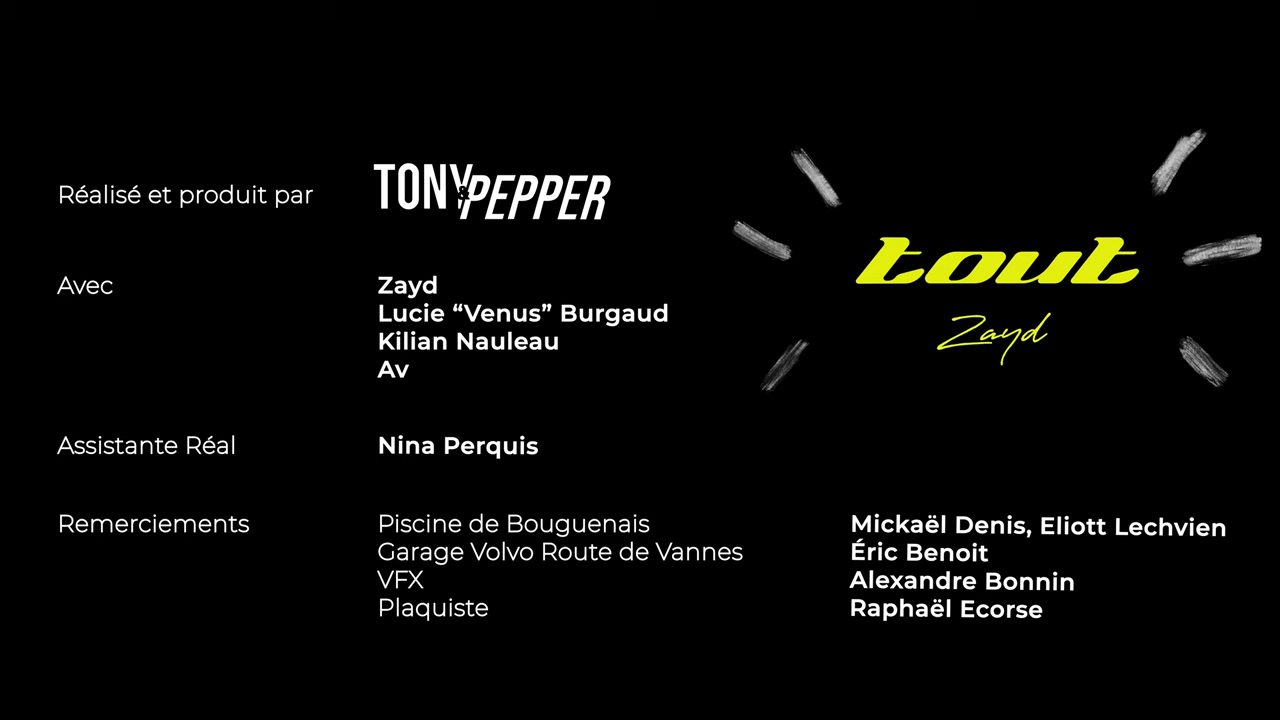 Réalisé et produit par TONY & PEPPER
tout
Zayd
Avec Zayd
Lucie “Venus” Burgaud
Kilian Nauleau
Av
Assistante Réal Nina Perquis
Remerciements Piscine de Bouguenais Mickaël Denis, Eliott Lechvien
Garage Volvo Route de Vannes Éric Benoit
VFX Alexandre Bonnin
Plaquiste Raphaël Ecorse